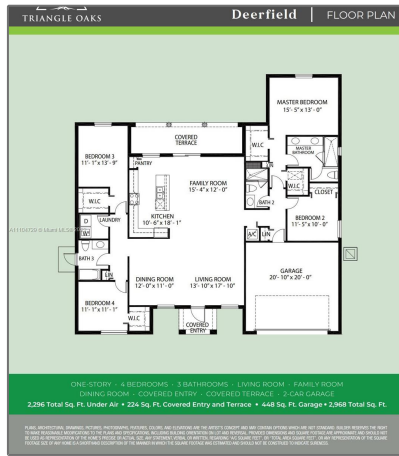 TRIANGLE OAKS
Deerfield | FLOOR PLAN
MASTER BEDROOM
15'- 5" x 13'- 0"
COVERED
TERRACE
W.I.C
MASTER
BATHROOM
LIN
PANTRY
BEDROOM 3
11'- 1" x 13'- 9"
FAMILY ROOM
15'- 4" x 12'- 0"
W.I.C
CLOSET
BATH 2
W.I.C
KITCHEN
10'- 6" x 18'- 1"
BEDROOM 2
11'- 5" x 10'- 0"
D
LAUNDRY
W
A/C
LIN
BATH 3
LIN
GARAGE
20'- 10" x 20'- 0"
DINING ROOM
12'- 0" x 11'- 0"
LIVING ROOM
13'- 10" x 17'- 10"
BEDROOM 4
11'- 1" x 11'- 1"
W.I.C
COVERED
ENTRY
ONE-STORY · 4 BEDROOMS · 3 BATHROOMS · LIVING ROOM · FAMILY ROOM
DINING ROOM · COVERED ENTRY · COVERED TERRACE · 2-CAR GARAGE
2,296 Total Sq. Ft. Under Air • 224 Sq. Ft. Covered Entry and Terrace • 448 Sq. Ft. Garage • 2,968 Total Sq. Ft.